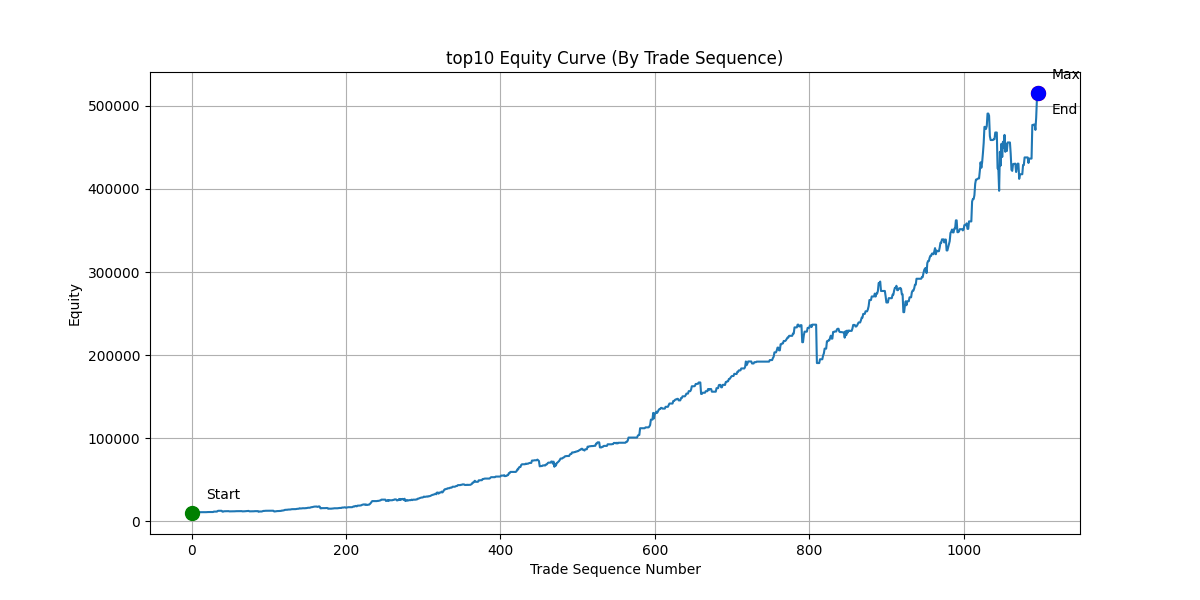 top10 Equity Curve (By Trade Sequence)
Max
500000
End
400000
300000
Equity
200000
100000
Start
0
0 200 400 600 800 1000
Trade Sequence Number